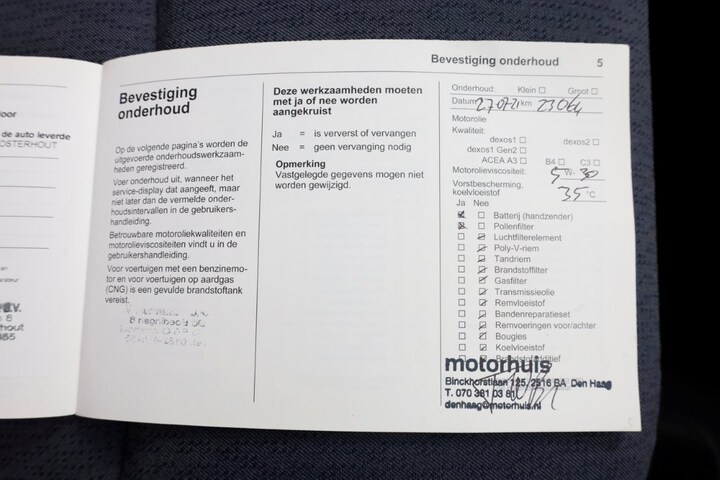 Bevestiging onderhoud 5
oor
de auto leverde
OOSTERHOUT
Bevestiging
onderhoud
Op de volgende pagina's worden de
uitgevoerde onderhoudswerkzaam-
heden geregistreerd.
Voer onderhoud uit, wanneer het
service-display dat aangeeft, maar
niet later dan de vermelde onder-
houdsintervallen in de gebruikers-
handleiding.
Betrouwbare motoroliekwaliteiten en
motorolieviscositeiten vindt u in de
gebruikershandleiding.
Voor voertuigen met een benzinemo-
tor en voor voertuigen op aardgas
(CNG) is een gevulde brandstoftank
vereist.
Deze werkzaamheden moeten
met ja of nee worden
aangekruist
Ja = is ververst of vervangen
Nee = geen vervanging nodig
Opmerking
Vastgelegde gegevens mogen niet
worden gewijzigd.
Onderhoud: Klein Groot
Datum 27.07.21 km 23064
Motorolie
Kwaliteit:
dexos1 dexos2
dexos1 Gen2
ACEA A3 B4 C3
Motorolieviscositeit: 5W-30
Vorstbescherming,
koelvloeistof 35 °C
Ja Nee
Batterij (handzender)
Pollenfilter
Luchtfilterelement
Poly-V-riem
Tandriem
Brandstoffilter
Gasfilter
Transmissieolie
Remvloeistof
Bandenreparatieset
Remvoeringen voor/achter
Bougies
Koelvloeistof
Brandstofadditief
motorhuis
Binckhorstlaan 125, 2516 BA Den Haag
T. 070 381 03 81
denhaag@motorhuis.nl